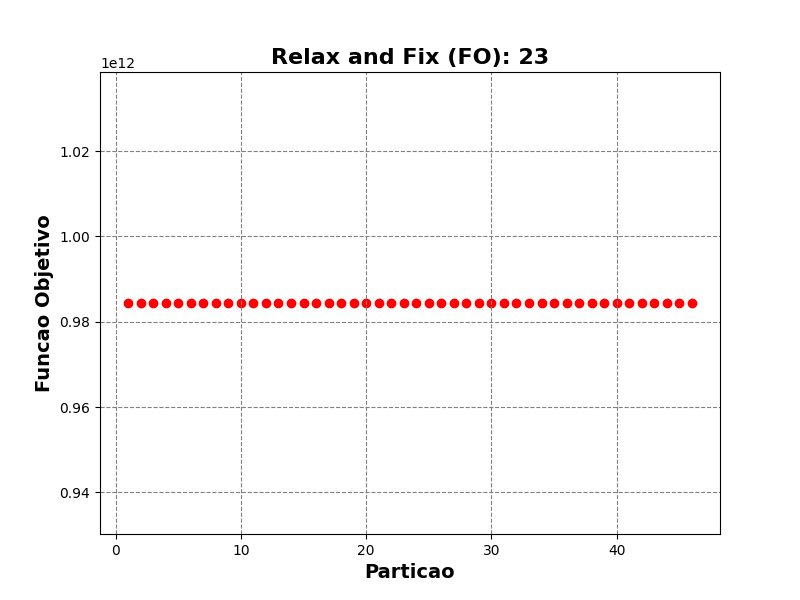 Relax and Fix (FO): 23
1e12
1.02
1.00
0.98
0.96
0.94
Funcao Objetivo
0 10 20 30 40
Particao